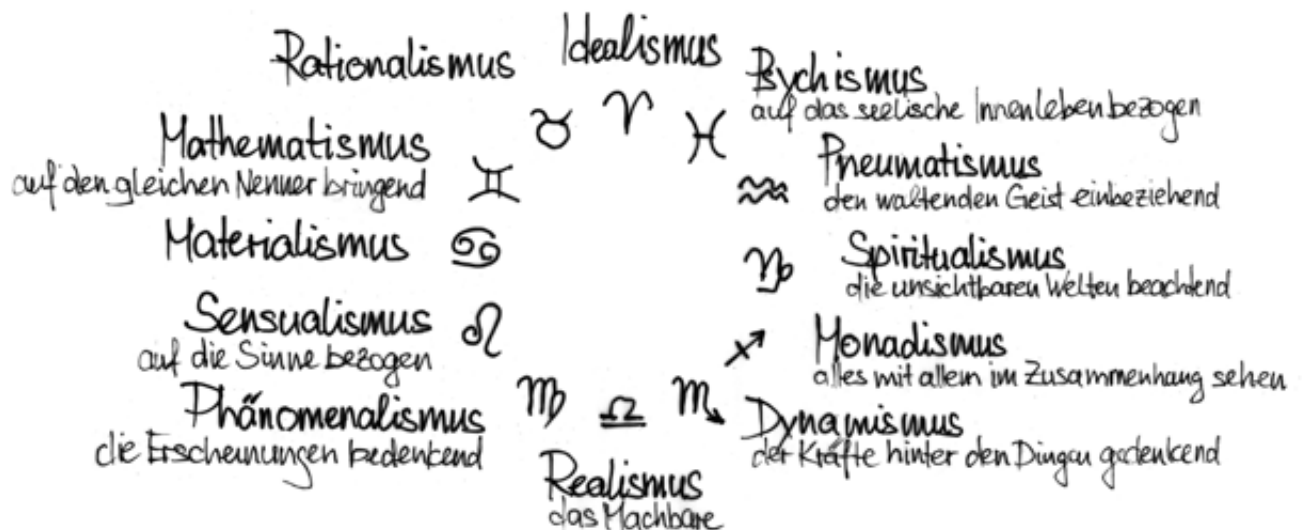 Idealismus
Rationalismus
Psychismus
auf das seelische Innenleben bezogen
♉ ♈ ♓
Mathematismus
auf den gleichen Nenner bringend
♊
♒
Pneumatismus
den waltenden Geist einbeziehend
Materialismus ♋
♑
Spiritualismus
die unsichtbaren Welten beachtend
Sensualismus
auf die Sinne bezogen
♌
♐
Monadismus
alles mit allem im Zusammenhang sehen
Phänomenalismus
die Erscheinungen bedenkend
♍ ♎ ♏
Dynamismus
der Kräfte hinter den Dingen gedenkend
Realismus
das Machbare